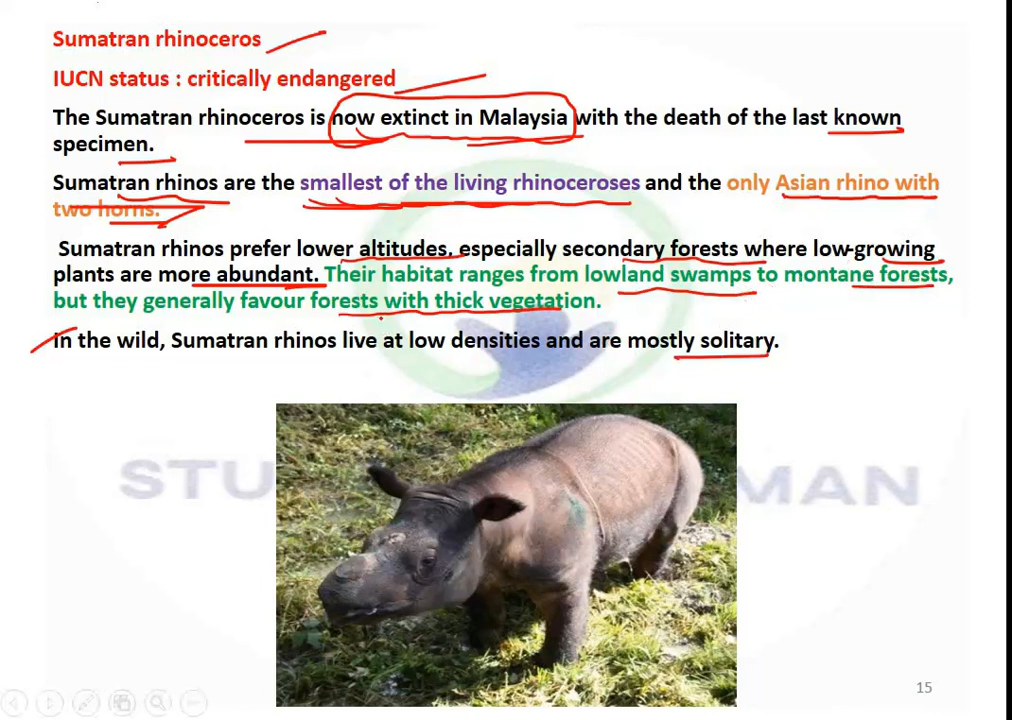 Sumatran rhinoceros
IUCN status : critically endangered
The Sumatran rhinoceros is now extinct in Malaysia with the death of the last known
specimen.
Sumatran rhinos are the smallest of the living rhinoceroses and the only Asian rhino with
two horns.
Sumatran rhinos prefer lower altitudes, especially secondary forests where low-growing
plants are more abundant. Their habitat ranges from lowland swamps to montane forests,
but they generally favour forests with thick vegetation.
In the wild, Sumatran rhinos live at low densities and are mostly solitary.
STU MAN
15